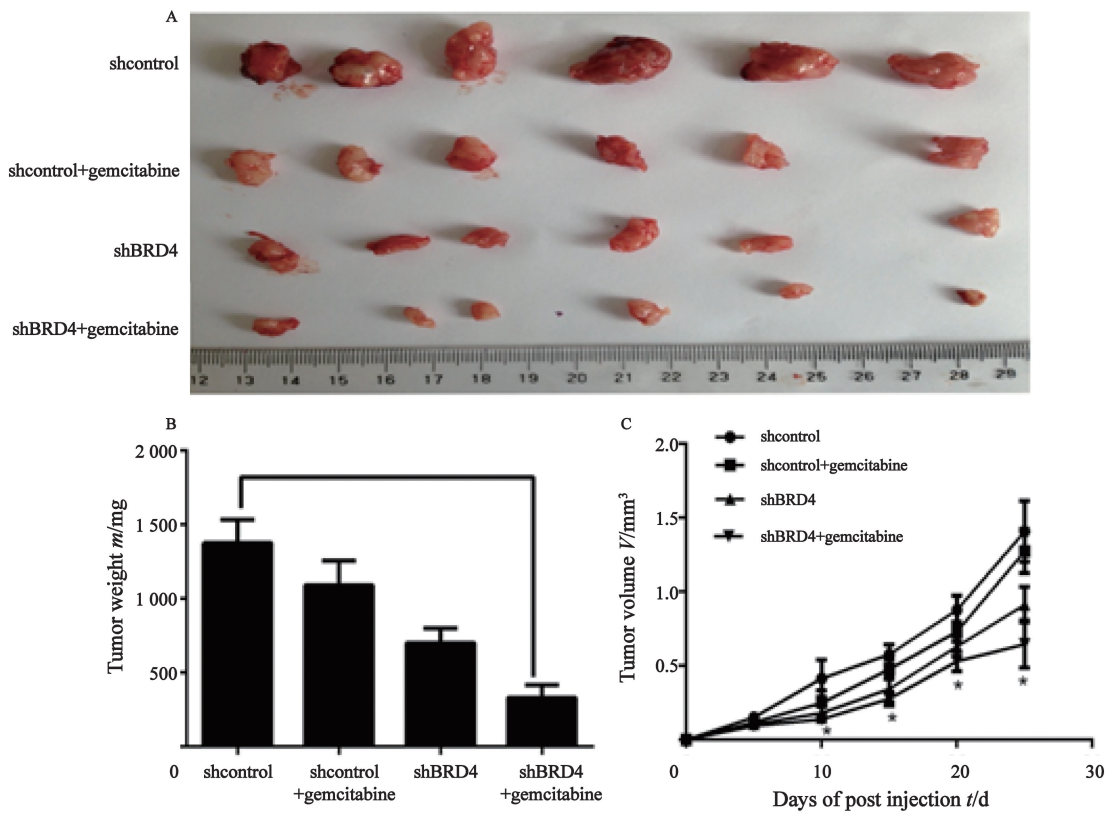 A
shcontrol
shcontrol+gemcitabine
shBRD4
shBRD4+gemcitabine
12 13 14 15 16 17 18 19 20 21 22 23 24 25 26 27 28 29
B
Tumor weight m/mg
2 000
1 500
1 000
500
0
shcontrol
shcontrol
+gemcitabine
shBRD4
shBRD4
+gemcitabine
C
Tumor volume V/mm³
2.0
1.5
1.0
0.5
shcontrol
shcontrol+gemcitabine
shBRD4
shBRD4+gemcitabine
* * * *
0 10 20 30
Days of post injection t/d